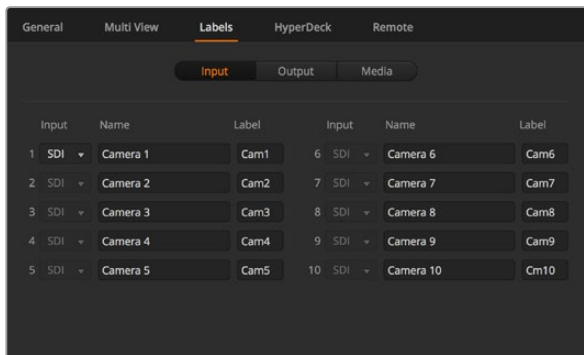 General Multi View Labels HyperDeck Remote
Input Output Media
Input Name Label Input Name Label
1 SDI Camera 1 Cam1 6 SDI Camera 6 Cam6
2 SDI Camera 2 Cam2 7 SDI Camera 7 Cam7
3 SDI Camera 3 Cam3 8 SDI Camera 8 Cam8
4 SDI Camera 4 Cam4 9 SDI Camera 9 Cam9
5 SDI Camera 5 Cam5 10 SDI Camera 10 Cm10